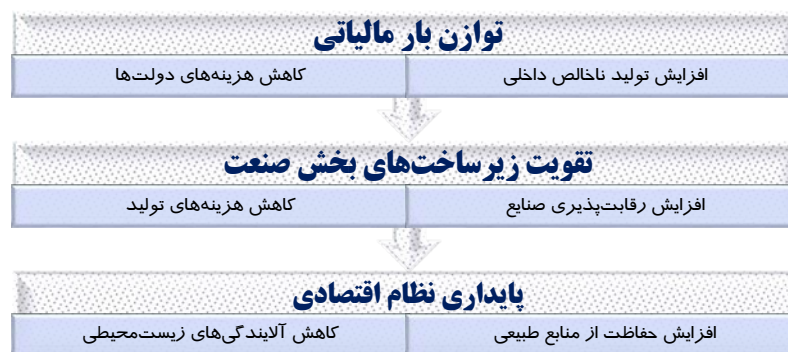 توازن بار مالیاتی
افزایش تولید ناخالص داخلی
کاهش هزینه‌های دولت‌ها
تقویت زیرساخت‌های بخش صنعت
افزایش رقابت‌پذیری صنایع
کاهش هزینه‌های تولید
پایداری نظام اقتصادی
افزایش حفاظت از منابع طبیعی
کاهش آلایندگی‌های زیست‌محیطی